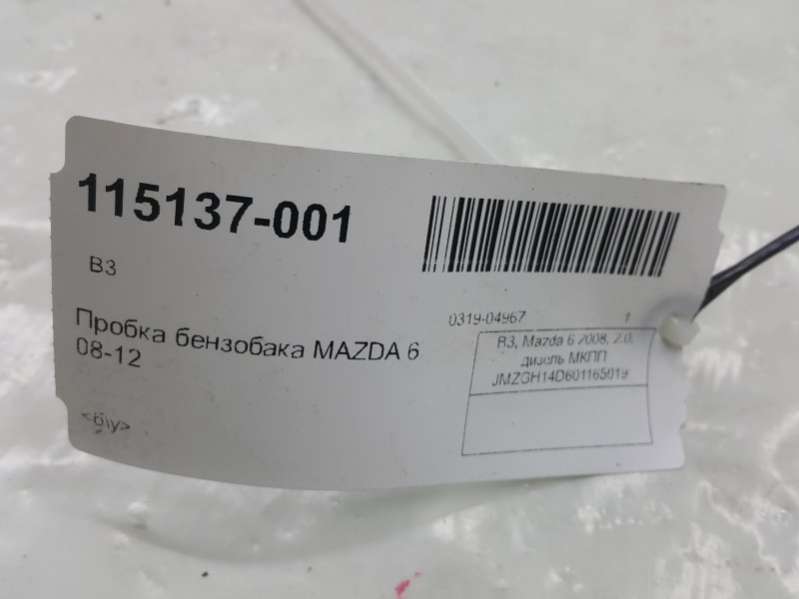 115137-001
B3
Пробка бензобака MAZDA 6
08-12
<б\у>
0319-04967 1
B3, Mazda 6 2008, 2.0,
дизель МКПП
JMZGH14D601165019